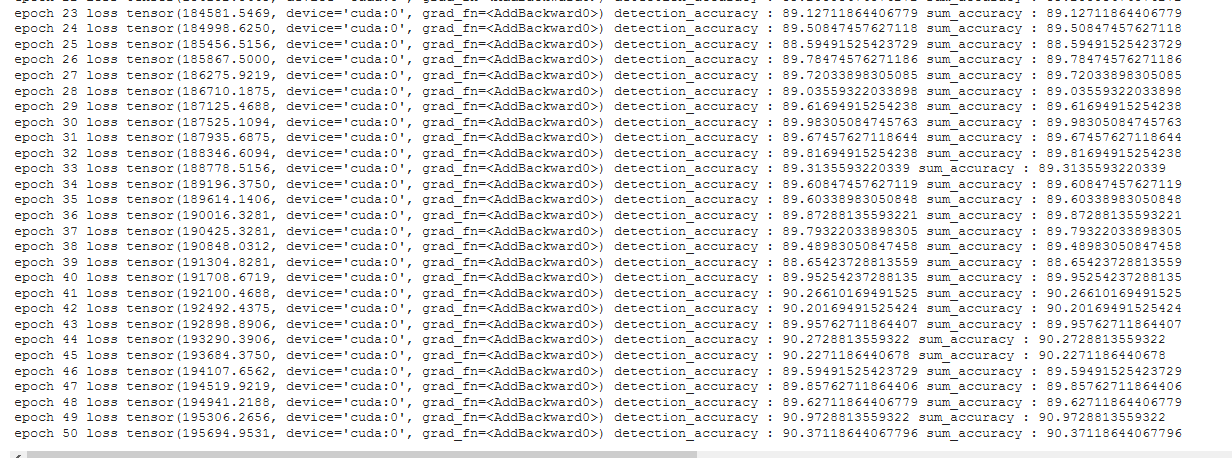 epoch 23 loss tensor(184581.5469, device='cuda:0', grad_fn=<AddBackward0>) detection_accuracy : 89.12711864406779 sum_accuracy : 89.12711864406779
epoch 24 loss tensor(184998.6250, device='cuda:0', grad_fn=<AddBackward0>) detection_accuracy : 89.50847457627118 sum_accuracy : 89.50847457627118
epoch 25 loss tensor(185456.5156, device='cuda:0', grad_fn=<AddBackward0>) detection_accuracy : 88.59491525423729 sum_accuracy : 88.59491525423729
epoch 26 loss tensor(185867.5000, device='cuda:0', grad_fn=<AddBackward0>) detection_accuracy : 89.78474576271186 sum_accuracy : 89.78474576271186
epoch 27 loss tensor(186275.9219, device='cuda:0', grad_fn=<AddBackward0>) detection_accuracy : 89.72033898305085 sum_accuracy : 89.72033898305085
epoch 28 loss tensor(186710.1875, device='cuda:0', grad_fn=<AddBackward0>) detection_accuracy : 89.03559322033898 sum_accuracy : 89.03559322033898
epoch 29 loss tensor(187125.4688, device='cuda:0', grad_fn=<AddBackward0>) detection_accuracy : 89.61694915254238 sum_accuracy : 89.61694915254238
epoch 30 loss tensor(187525.1094, device='cuda:0', grad_fn=<AddBackward0>) detection_accuracy : 89.98305084745763 sum_accuracy : 89.98305084745763
epoch 31 loss tensor(187935.6875, device='cuda:0', grad_fn=<AddBackward0>) detection_accuracy : 89.67457627118644 sum_accuracy : 89.67457627118644
epoch 32 loss tensor(188346.6094, device='cuda:0', grad_fn=<AddBackward0>) detection_accuracy : 89.81694915254238 sum_accuracy : 89.81694915254238
epoch 33 loss tensor(188778.5156, device='cuda:0', grad_fn=<AddBackward0>) detection_accuracy : 89.3135593220339 sum_accuracy : 89.3135593220339
epoch 34 loss tensor(189196.3750, device='cuda:0', grad_fn=<AddBackward0>) detection_accuracy : 89.60847457627119 sum_accuracy : 89.60847457627119
epoch 35 loss tensor(189614.1406, device='cuda:0', grad_fn=<AddBackward0>) detection_accuracy : 89.60338983050848 sum_accuracy : 89.60338983050848
epoch 36 loss tensor(190016.3281, device='cuda:0', grad_fn=<AddBackward0>) detection_accuracy : 89.87288135593221 sum_accuracy : 89.87288135593221
epoch 37 loss tensor(190425.3281, device='cuda:0', grad_fn=<AddBackward0>) detection_accuracy : 89.79322033898305 sum_accuracy : 89.79322033898305
epoch 38 loss tensor(190848.0312, device='cuda:0', grad_fn=<AddBackward0>) detection_accuracy : 89.48983050847458 sum_accuracy : 89.48983050847458
epoch 39 loss tensor(191304.8281, device='cuda:0', grad_fn=<AddBackward0>) detection_accuracy : 88.65423728813559 sum_accuracy : 88.65423728813559
epoch 40 loss tensor(191708.6719, device='cuda:0', grad_fn=<AddBackward0>) detection_accuracy : 89.95254237288135 sum_accuracy : 89.95254237288135
epoch 41 loss tensor(192100.4688, device='cuda:0', grad_fn=<AddBackward0>) detection_accuracy : 90.26610169491525 sum_accuracy : 90.26610169491525
epoch 42 loss tensor(192492.4375, device='cuda:0', grad_fn=<AddBackward0>) detection_accuracy : 90.20169491525424 sum_accuracy : 90.20169491525424
epoch 43 loss tensor(192898.8906, device='cuda:0', grad_fn=<AddBackward0>) detection_accuracy : 89.95762711864407 sum_accuracy : 89.95762711864407
epoch 44 loss tensor(193290.3906, device='cuda:0', grad_fn=<AddBackward0>) detection_accuracy : 90.2728813559322 sum_accuracy : 90.2728813559322
epoch 45 loss tensor(193684.3750, device='cuda:0', grad_fn=<AddBackward0>) detection_accuracy : 90.2271186440678 sum_accuracy : 90.2271186440678
epoch 46 loss tensor(194107.6562, device='cuda:0', grad_fn=<AddBackward0>) detection_accuracy : 89.59491525423729 sum_accuracy : 89.59491525423729
epoch 47 loss tensor(194519.9219, device='cuda:0', grad_fn=<AddBackward0>) detection_accuracy : 89.85762711864406 sum_accuracy : 89.85762711864406
epoch 48 loss tensor(194941.2188, device='cuda:0', grad_fn=<AddBackward0>) detection_accuracy : 89.62711864406779 sum_accuracy : 89.62711864406779
epoch 49 loss tensor(195306.2656, device='cuda:0', grad_fn=<AddBackward0>) detection_accuracy : 90.9728813559322 sum_accuracy : 90.9728813559322
epoch 50 loss tensor(195694.9531, device='cuda:0', grad_fn=<AddBackward0>) detection_accuracy : 90.37118644067796 sum_accuracy : 90.37118644067796